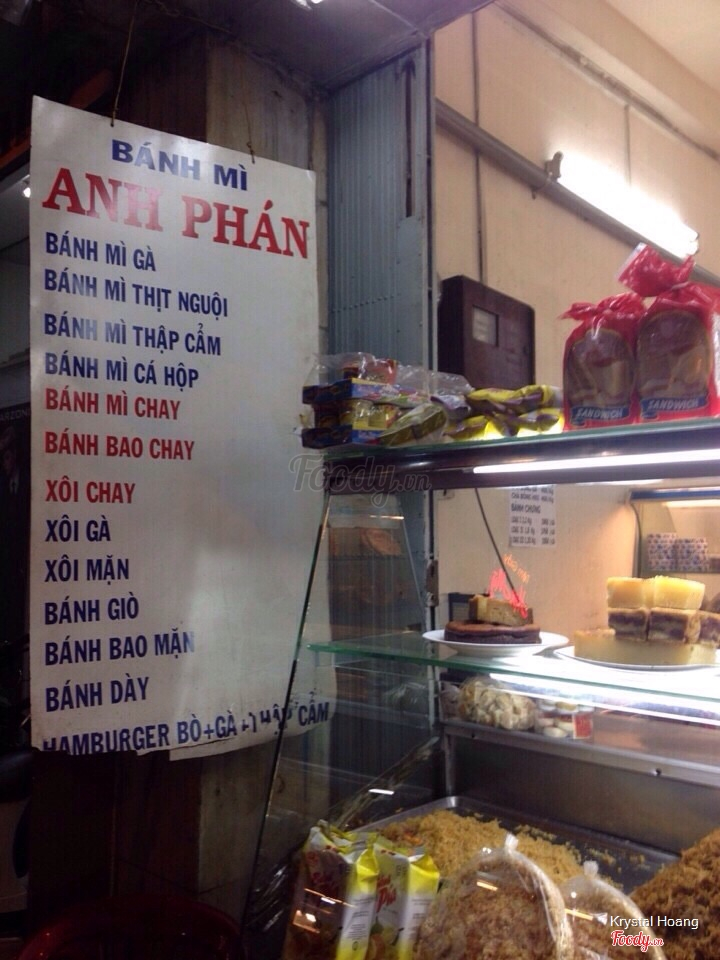 BÁNH MÌ
ANH PHÁN
BÁNH MÌ GÀ
BÁNH MÌ THỊT NGUỘI
BÁNH MÌ THẬP CẨM
BÁNH MÌ CÁ HỘP
BÁNH MÌ CHAY
BÁNH BAO CHAY
XÔI CHAY
XÔI GÀ
XÔI MẶN
BÁNH GIÒ
BÁNH BAO MẶN
BÁNH DÀY
HAMBURGER BÒ+GÀ+THẬP CẨM
SANDWICH
SANDWICH
Foody.vn
BÁNH CHƯNG
Krystal Hoang
Foody.vn